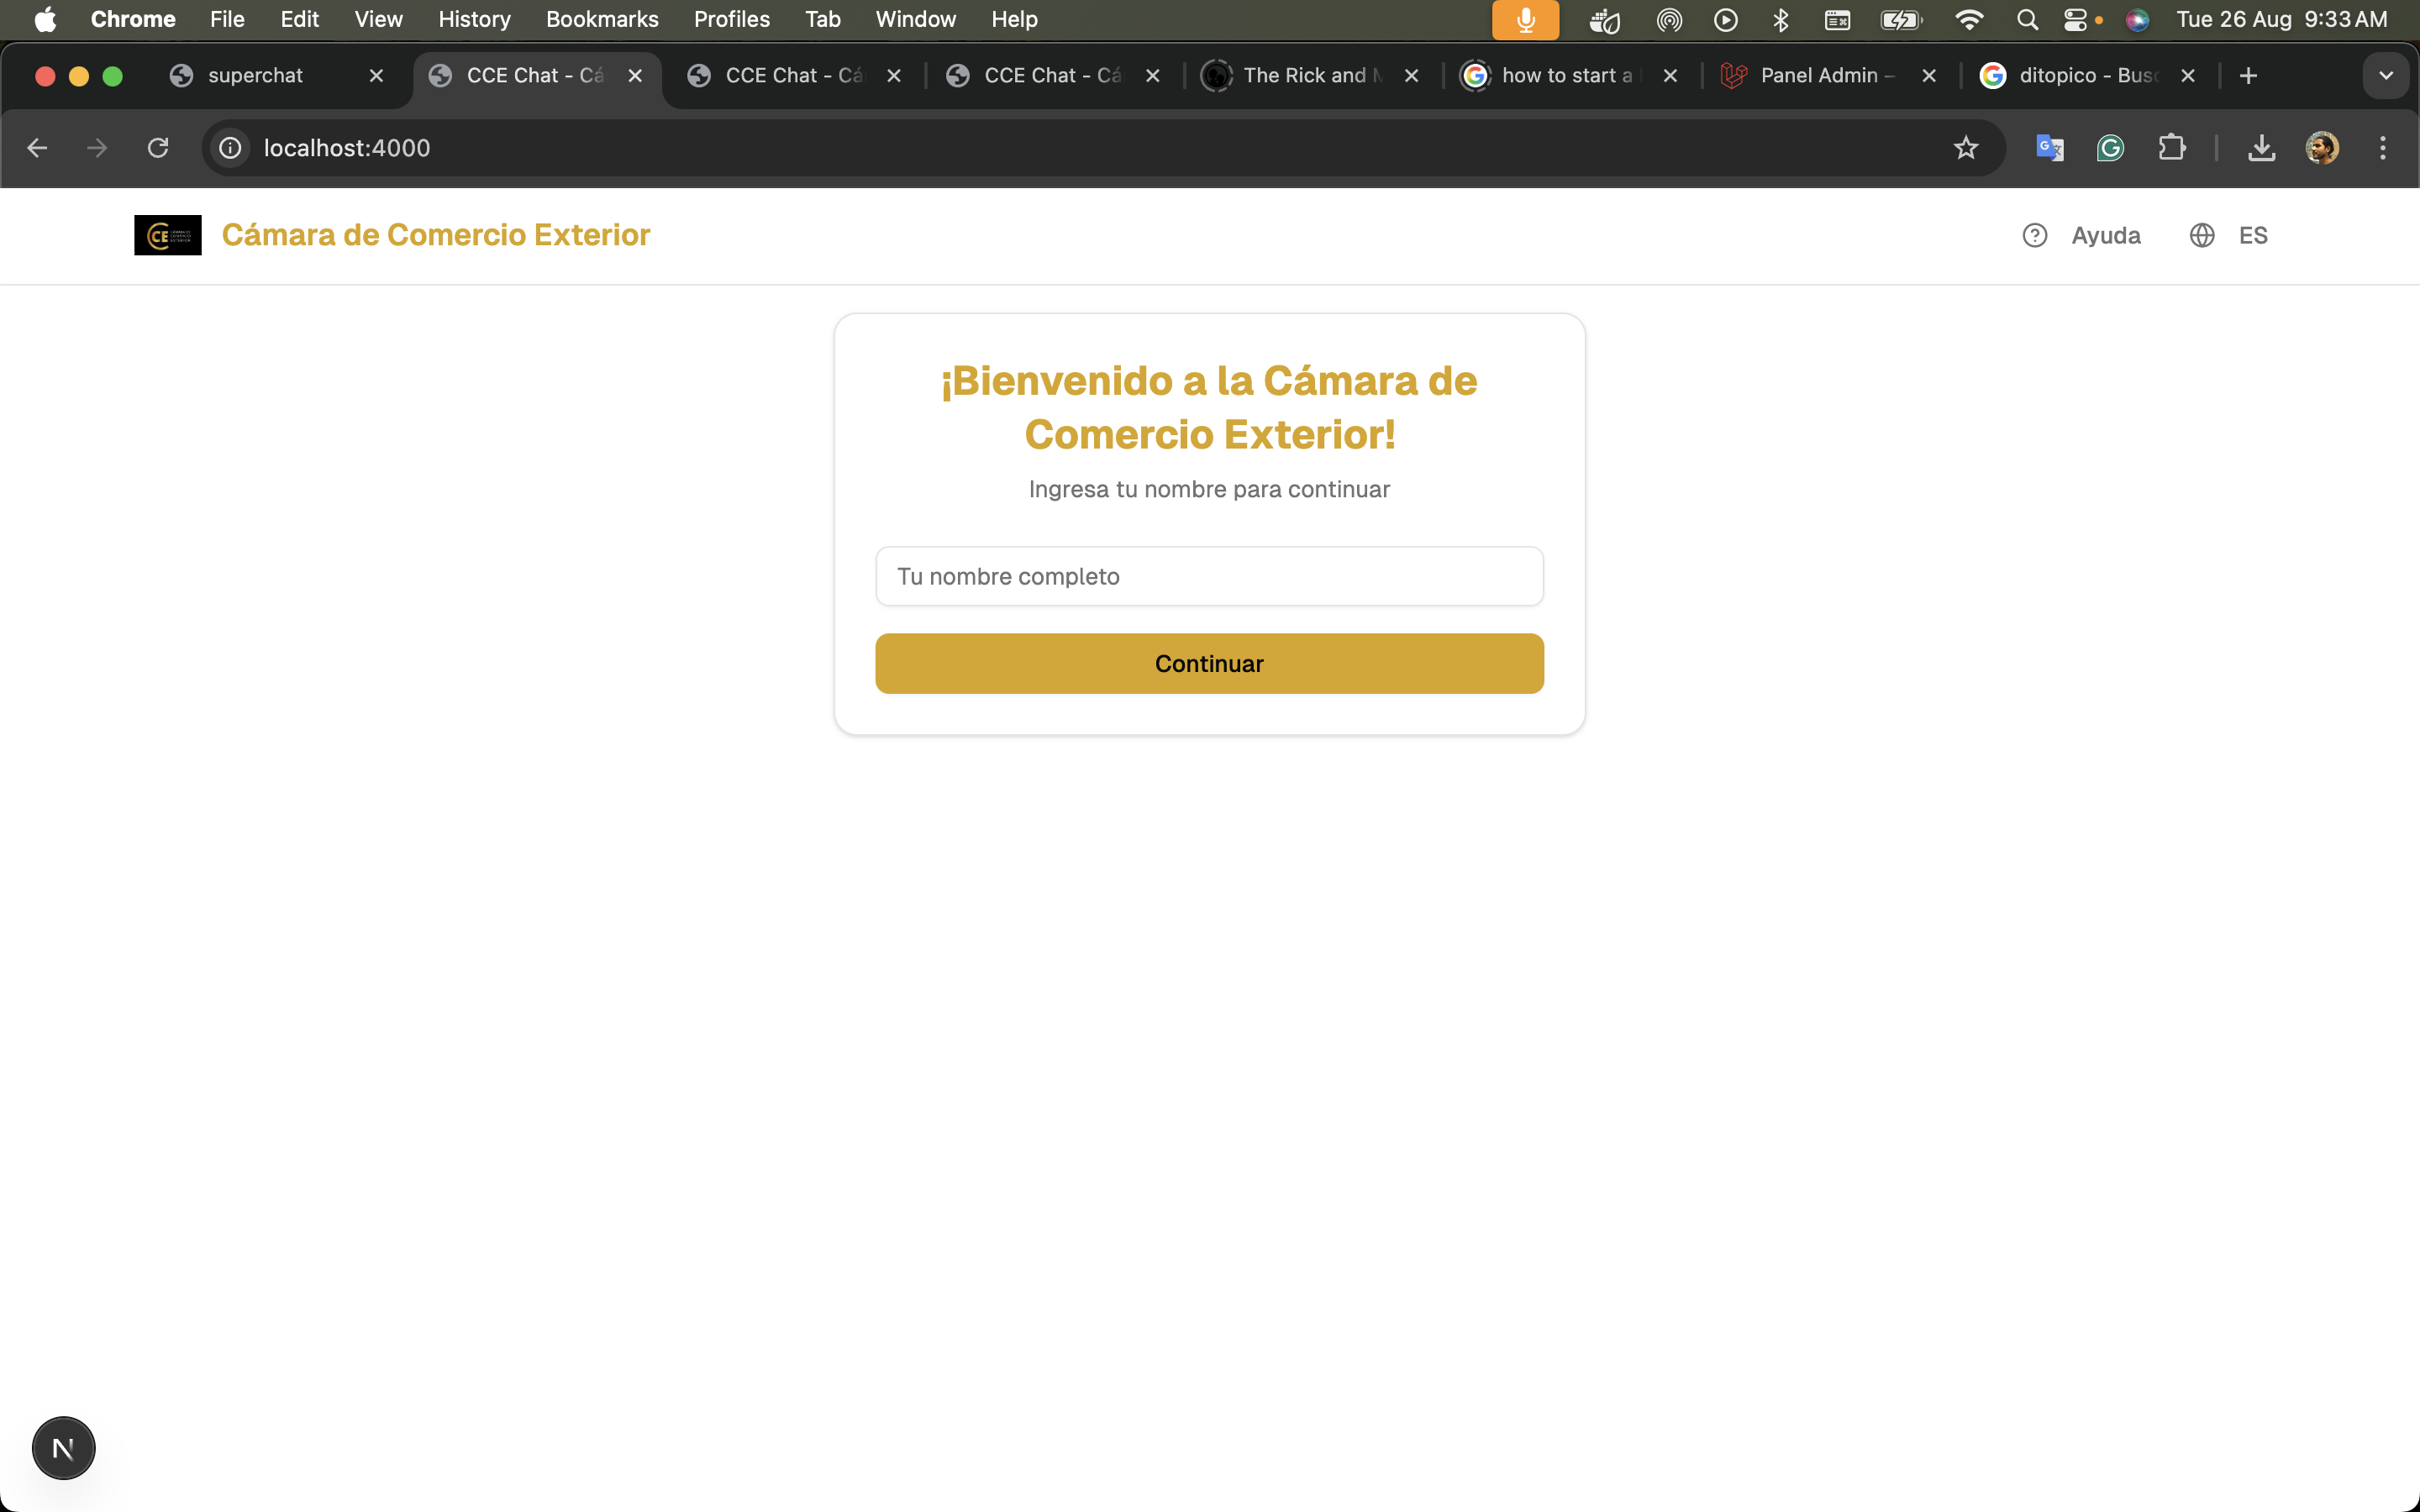 Chrome File Edit View History Bookmarks Profiles Tab Window Help Tue 26 Aug 9:33 AM
superchat CCE Chat - Cá CCE Chat - Cá CCE Chat - Cá The Rick and how to start a Panel Admin – ditopico - Bus
localhost:4000
CE Cámara de Comercio Exterior Ayuda ES
¡Bienvenido a la Cámara de
Comercio Exterior!
Ingresa tu nombre para continuar
Tu nombre completo
Continuar
N